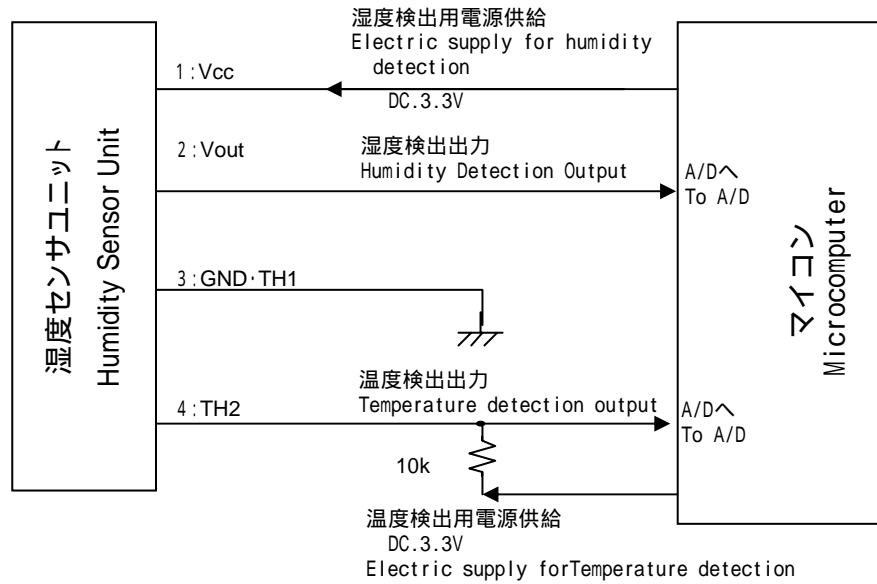 湿度検出用電源供給
Electric supply for humidity
detection
1:Vcc
DC.3.3V
湿度センサユニット
Humidity Sensor Unit
2:Vout
湿度検出出力
Humidity Detection Output
A/Dへ
To A/D
マイコン
Microcomputer
3:GND･TH1
温度検出出力
4:TH2
Temperature detection output
A/Dへ
To A/D
10k
温度検出用電源供給
DC.3.3V
Electric supply forTemperature detection